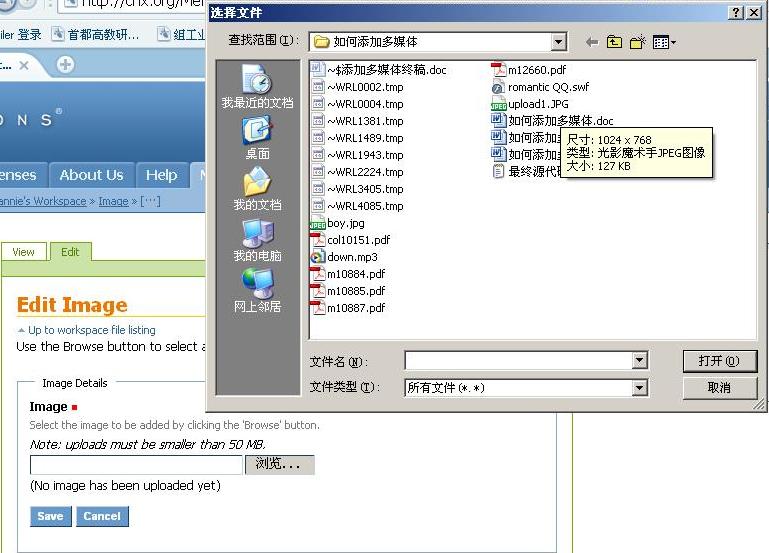 http://cnx.org/Mer
选择文件
iler 登录 首都高教研... 组工
查找范围(I): 如何添加多媒体
t...
O N S ®
enses About Us Help
annie's Workspace > Image > [···]
View Edit
Edit Image
Up to workspace file listing
Use the Browse button to select a
Image Details
Image
Select the image to be added by clicking the 'Browse' button.
Note: uploads must be smaller than 50 MB.
浏览...
(No image has been uploaded yet)
Save Cancel
我最近的文档
桌面
我的文档
我的电脑
网上邻居
~$添加多媒体终稿.doc
~WRL0002.tmp
~WRL0004.tmp
~WRL1381.tmp
~WRL1489.tmp
~WRL1943.tmp
~WRL2224.tmp
~WRL3405.tmp
~WRL4085.tmp
boy.jpg
col10151.pdf
down.mp3
m10884.pdf
m10885.pdf
m10887.pdf
m12660.pdf
romantic QQ.swf
upload1.JPG
如何添加多媒体.doc
如何添加多
如何添加多
最终源代
尺寸: 1024 x 768
类型: 光影魔术手JPEG图像
大小: 127 KB
文件名(N): 打开(O)
文件类型(T): 所有文件(*.*) 取消